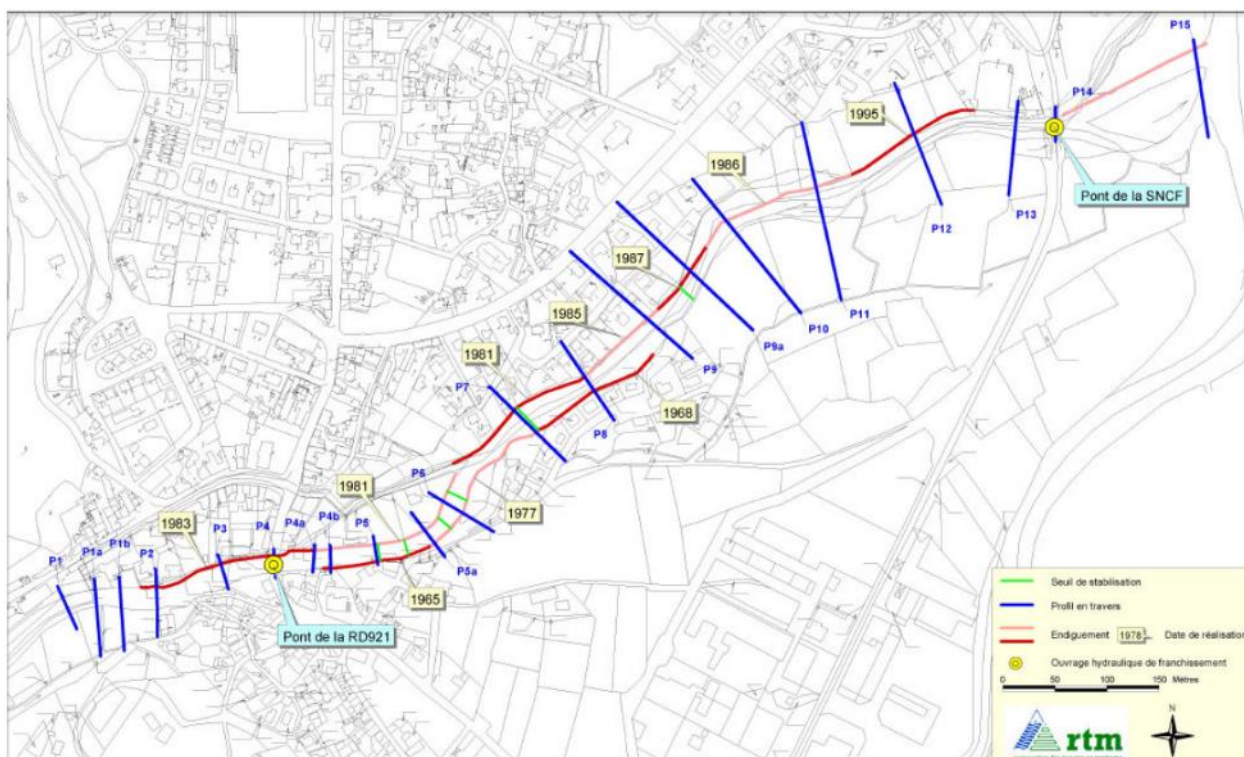 P15
P14
1995
1986
Pont de la SNCF
P12
P13
1987
P11
P10
1985
P9a
1981
P9
P7
1968
P8
P6
1981
1977
1983
P3
P4
P4a
P4b
P5
P1
P1a
P1b
P2
P5a
1965
Pont de la RD921
Seuil de stabilisation
Profil en travers
Endiguement 1978 Date de réalisation
Ouvrage hydraulique de franchissement
0 50 100 150 Mètres
N
rtm